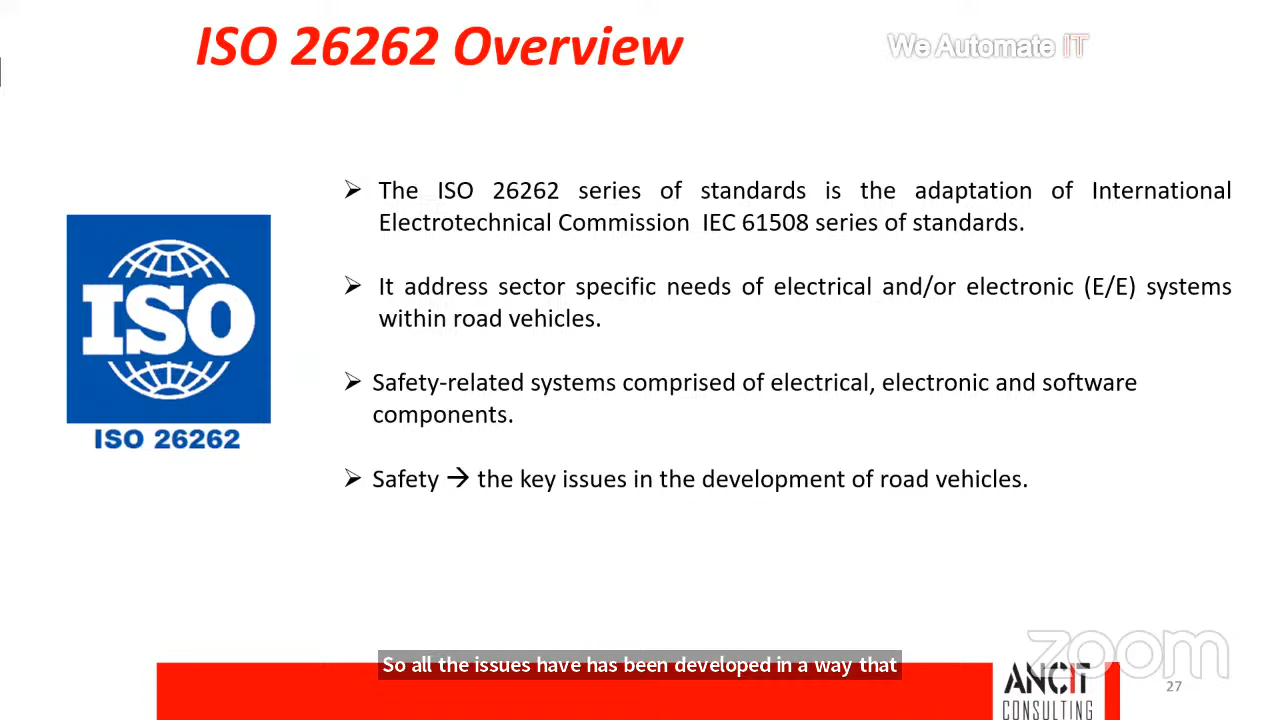 ISO 26262 Overview
We Automate IT
➢ The ISO 26262 series of standards is the adaptation of International
Electrotechnical Commission IEC 61508 series of standards.
➢ It address sector specific needs of electrical and/or electronic (E/E) systems
within road vehicles.
➢ Safety-related systems comprised of electrical, electronic and software
components.
➢ Safety → the key issues in the development of road vehicles.
ISO
ISO 26262
So all the issues have has been developed in a way that
zoom
ANCIT
CONSULTING
27